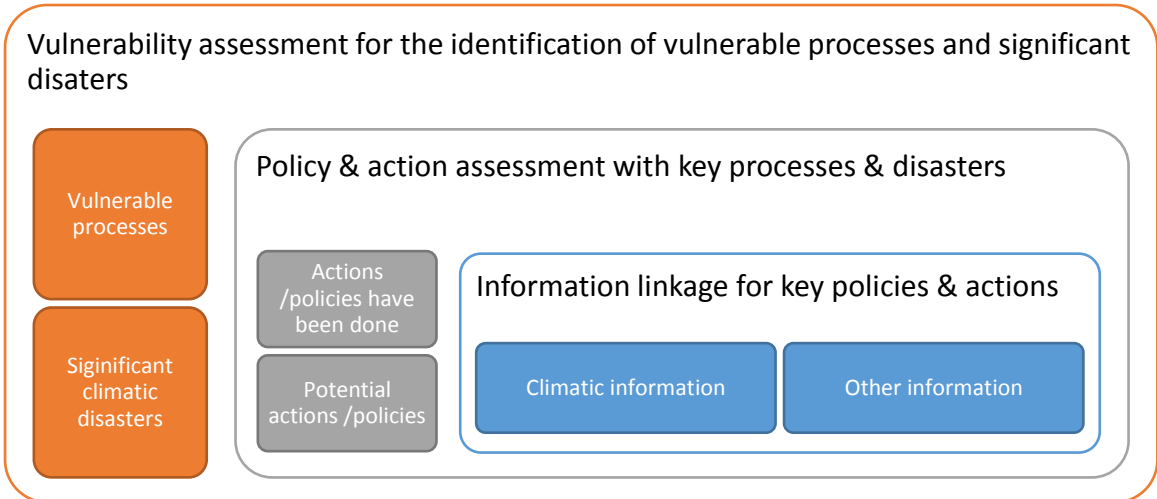 Vulnerability assessment for the identification of vulnerable processes and significant
disaters
Vulnerable
processes
Siginificant
climatic
disasters
Policy & action assessment with key processes & disasters
Actions
/policies have
been done
Potential
actions /policies
Information linkage for key policies & actions
Climatic information
Other information